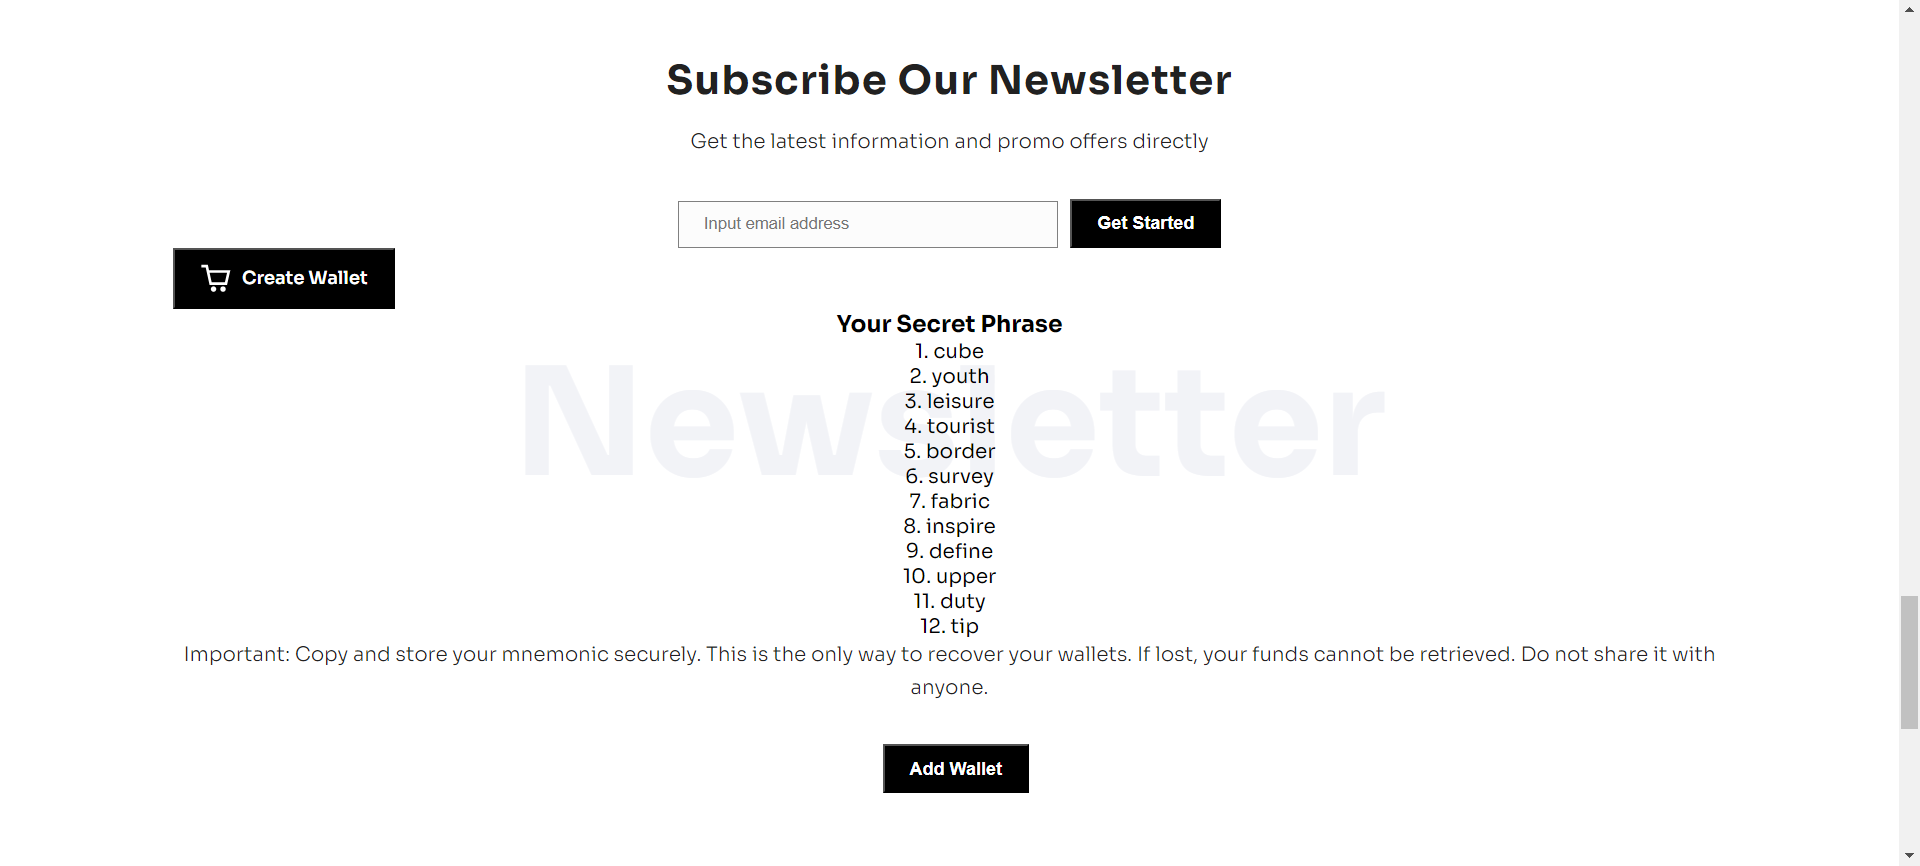 Subscribe Our Newsletter
Get the latest information and promo offers directly
Input email address
Get Started
Create Wallet
Newsletter
Your Secret Phrase
1. cube
2. youth
3. leisure
4. tourist
5. border
6. survey
7. fabric
8. inspire
9. define
10. upper
11. duty
12. tip
Important: Copy and store your mnemonic securely. This is the only way to recover your wallets. If lost, your funds cannot be retrieved. Do not share it with
anyone.
Add Wallet